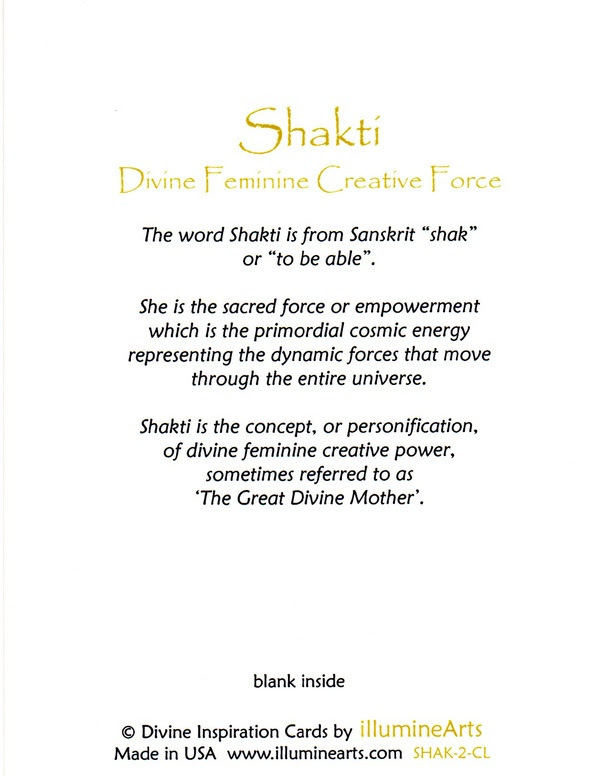 Shakti
Divine Feminine Creative Force
The word Shakti is from Sanskrit “shak”
or “to be able”.
She is the sacred force or empowerment
which is the primordial cosmic energy
representing the dynamic forces that move
through the entire universe.
Shakti is the concept, or personification,
of divine feminine creative power,
sometimes referred to as
‘The Great Divine Mother’.
blank inside
© Divine Inspiration Cards by illumineArts
Made in USA www.illuminearts.com SHAK-2-CL